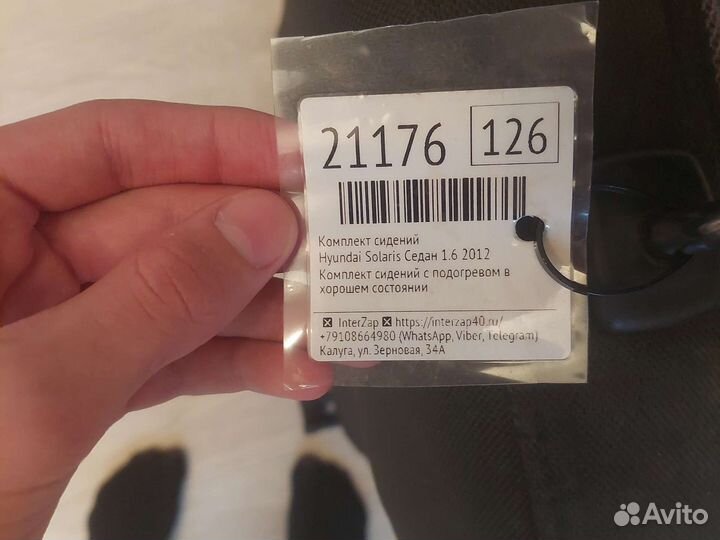 21176 126
Комплект сидений
Hyundai Solaris Седан 1.6 2012
Комплект сидений с подогревом в
хорошем состоянии
InterZap https://interzap40.ru/
+79108664980 (WhatsApp, Viber, Telegram)
Калуга, ул. Зерновая, 34А
Avito